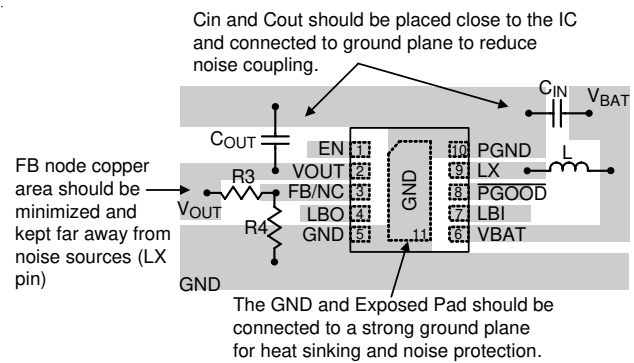 Cin and Cout should be placed close to the IC
and connected to ground plane to reduce
noise coupling.
CIN
VBAT
COUT
EN 1
10 PGND
L
FB node copper
area should be
minimized and
kept far away from
noise sources (LX
pin)
R3
VOUT 2
9 LX
VOUT
FB/NC 3
GND
8 PGOOD
R4
LBO 4
7 LBI
GND 5
11
6 VBAT
GND
The GND and Exposed Pad should be
connected to a strong ground plane
for heat sinking and noise protection.